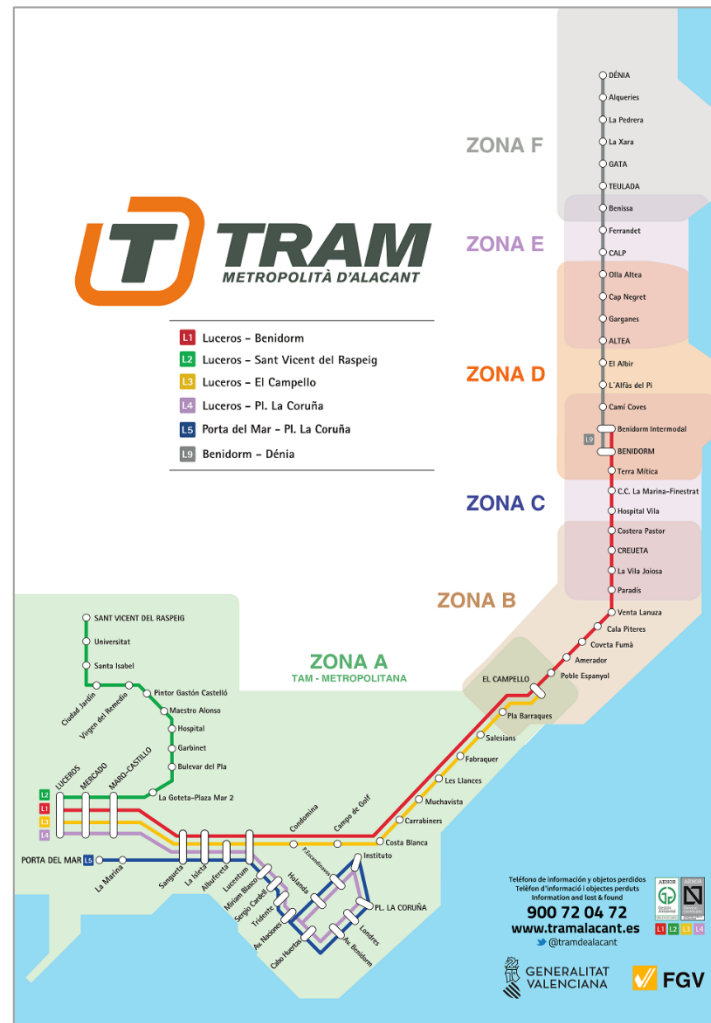 TRAM
METROPOLITÀ D'ALACANT
L1 Luceros - Benidorm
L2 Luceros - Sant Vicent del Raspeig
L3 Luceros - El Campello
L4 Luceros - Pl. La Coruña
L5 Porta del Mar - Pl. La Coruña
L9 Benidorm - Dénia
ZONA F
ZONA E
ZONA D
ZONA C
ZONA B
ZONA A
TAM - METROPOLITANA
DÉNIA
Alqueries
La Pedrera
La Xara
GATA
TEULADA
Benissa
Ferrandet
CALP
Olla Altea
Cap Negret
Garganes
ALTEA
El Albir
L'Alfàs del Pi
Camí Coves
Benidorm Intermodal
L9
BENIDORM
Terra Mítica
C.C. La Marina-Finestrat
Hospital Vila
Costera Pastor
CREUETA
La Vila Joiosa
Paradís
Venta Lanuza
Cala Piteres
Coveta Fumà
Amerador
Poble Espanyol
EL CAMPELLO
Pla Barraques
Salesians
Fabraquer
Les Llances
Muchavista
Carrabiners
Costa Blanca
Campo de Golf
Condomina
SANT VICENT DEL RASPEIG
Universitat
Santa Isabel
Ciudad Jardín
Virgen del Remedio
Pintor Gastón Castelló
Maestro Alonso
Hospital
Garbinet
Bulevar del Pla
La Goteta-Plaza Mar 2
LUCEROS
MERCADO
MARQ-CASTILLO
L2
L1
L3
L4
PORTA DEL MAR L5
La Marina
Sangueta
La Isleta
Albufereta
Lucentum
Miriam Blasco
Sergio Cardell
Tridente
Av. Naciones
Cabo Huertas
Av. Benidorm
Londres
PL. LA CORUÑA
Instituto
Holanda
Teléfono de información y objetos perdidos
Telèfon d'informació i objectes perduts
Information and lost & found
900 72 04 72
www.tramalacant.es
@tramdealacant
AENOR
AENOR
L1 L2 L3 L4
GENERALITAT
VALENCIANA
FGV